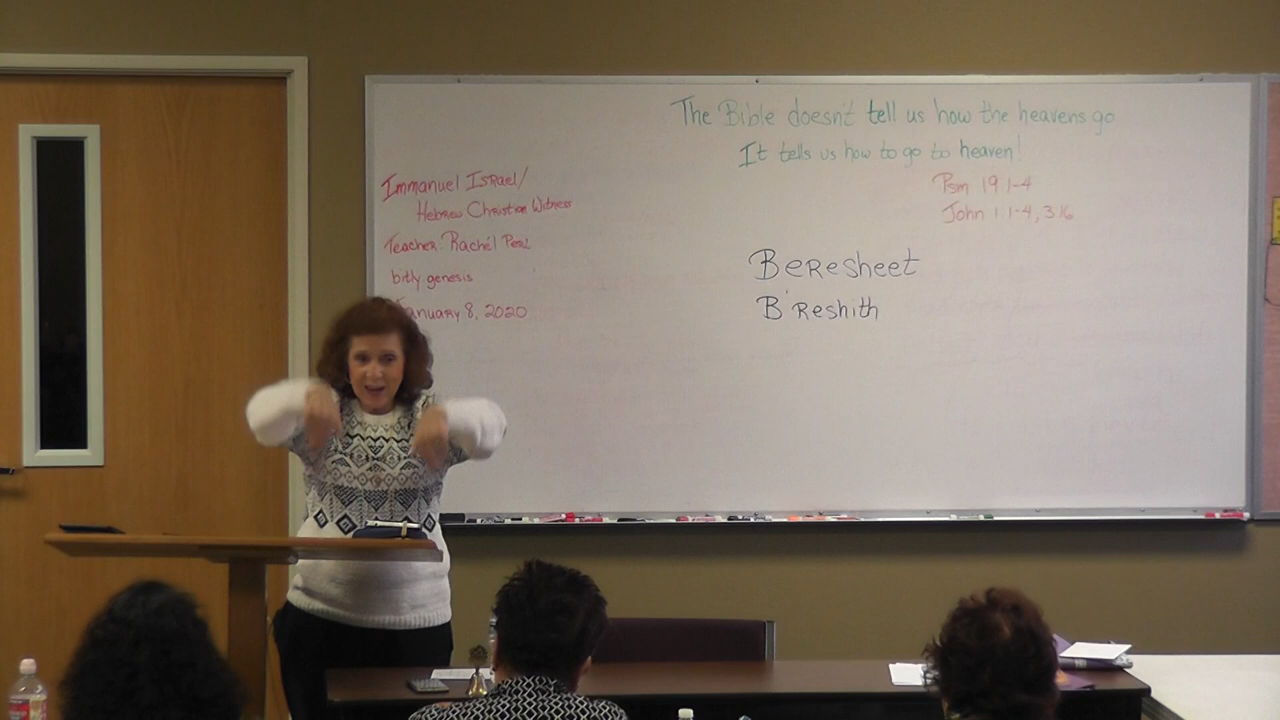 The Bible doesn't tell us how the heavens go
It tells us how to go to heaven!
Psm 19 1-4
John 1 1-4, 3 16
Immanuel Israel/
Hebrew Christian Witness
Teacher: Rachel
bitly genesis
January 8, 2020
Beresheet
B'Reshith